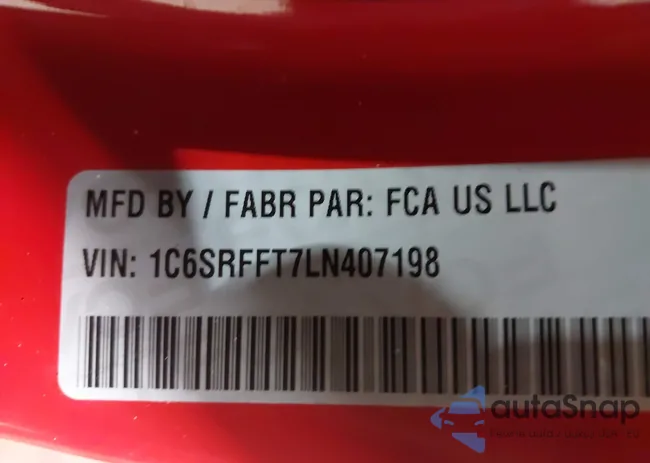 MFD BY / FABR PAR: FCA US LLC
VIN: 1C6SRFFT7LN407198
autoSnap